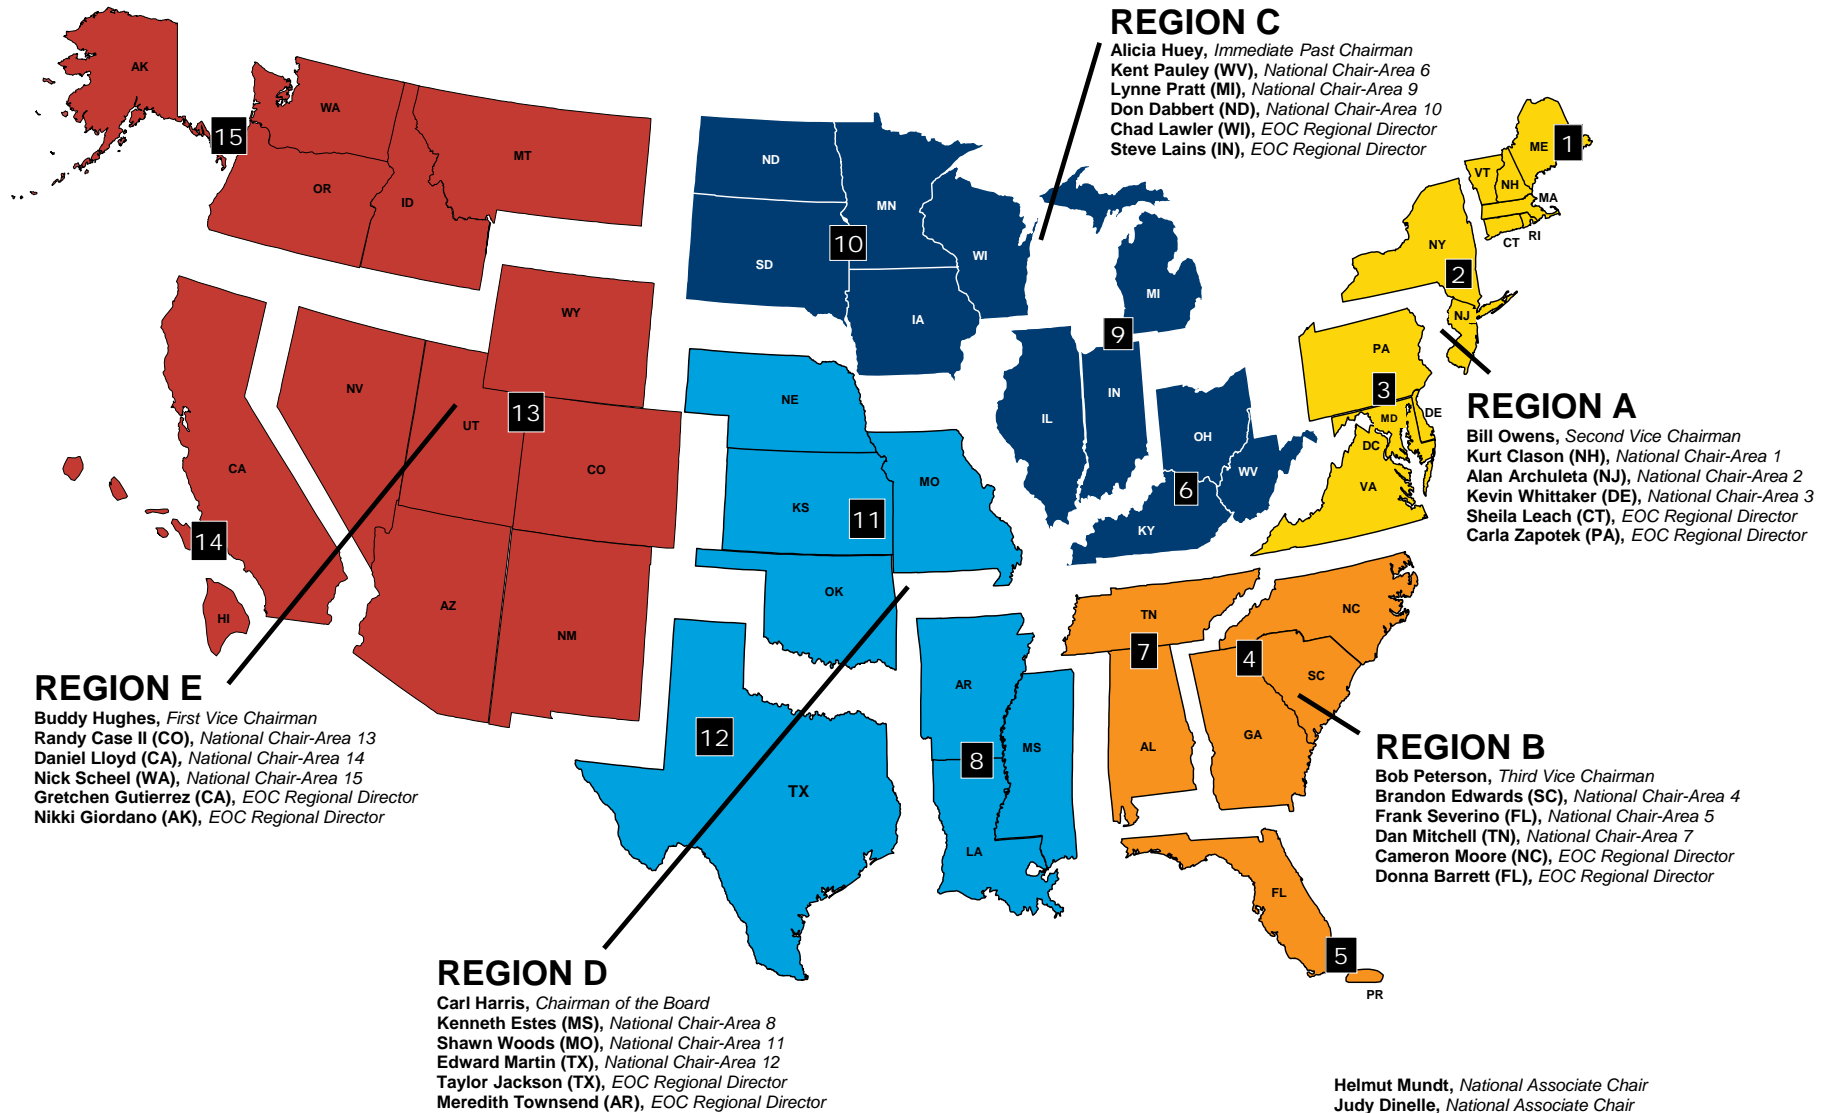 REGION C
Alicia Huey, Immediate Past Chairman
Kent Pauley (WV), National Chair-Area 6
Lynne Pratt (MI), National Chair-Area 9
Don Dabbert (ND), National Chair-Area 10
Chad Lawler (WI), EOC Regional Director
Steve Lains (IN), EOC Regional Director
AK
WA
15
MT
OR
ID
WY
NV
13
UT
CA
CO
14
HI
AZ
NM
ND
MN
10
SD
WI
IA
MI
9
IL
IN
OH
WV
6
KY
ME
1
VT
NH
MA
CT
RI
NY
2
NJ
PA
3
MD
DE
DC
VA
REGION A
Bill Owens, Second Vice Chairman
Kurt Clason (NH), National Chair-Area 1
Alan Archuleta (NJ), National Chair-Area 2
Kevin Whittaker (DE), National Chair-Area 3
Sheila Leach (CT), EOC Regional Director
Carla Zapotek (PA), EOC Regional Director
NE
MO
KS
11
OK
12
TX
AR
8
MS
LA
TN
7
NC
4
SC
AL
GA
FL
5
PR
REGION E
Buddy Hughes, First Vice Chairman
Randy Case II (CO), National Chair-Area 13
Daniel Lloyd (CA), National Chair-Area 14
Nick Scheel (WA), National Chair-Area 15
Gretchen Gutierrez (CA), EOC Regional Director
Nikki Giordano (AK), EOC Regional Director
REGION B
Bob Peterson, Third Vice Chairman
Brandon Edwards (SC), National Chair-Area 4
Frank Severino (FL), National Chair-Area 5
Dan Mitchell (TN), National Chair-Area 7
Cameron Moore (NC), EOC Regional Director
Donna Barrett (FL), EOC Regional Director
REGION D
Carl Harris, Chairman of the Board
Kenneth Estes (MS), National Chair-Area 8
Shawn Woods (MO), National Chair-Area 11
Edward Martin (TX), National Chair-Area 12
Taylor Jackson (TX), EOC Regional Director
Meredith Townsend (AR), EOC Regional Director
Helmut Mundt, National Associate Chair
Judy Dinelle, National Associate Chair